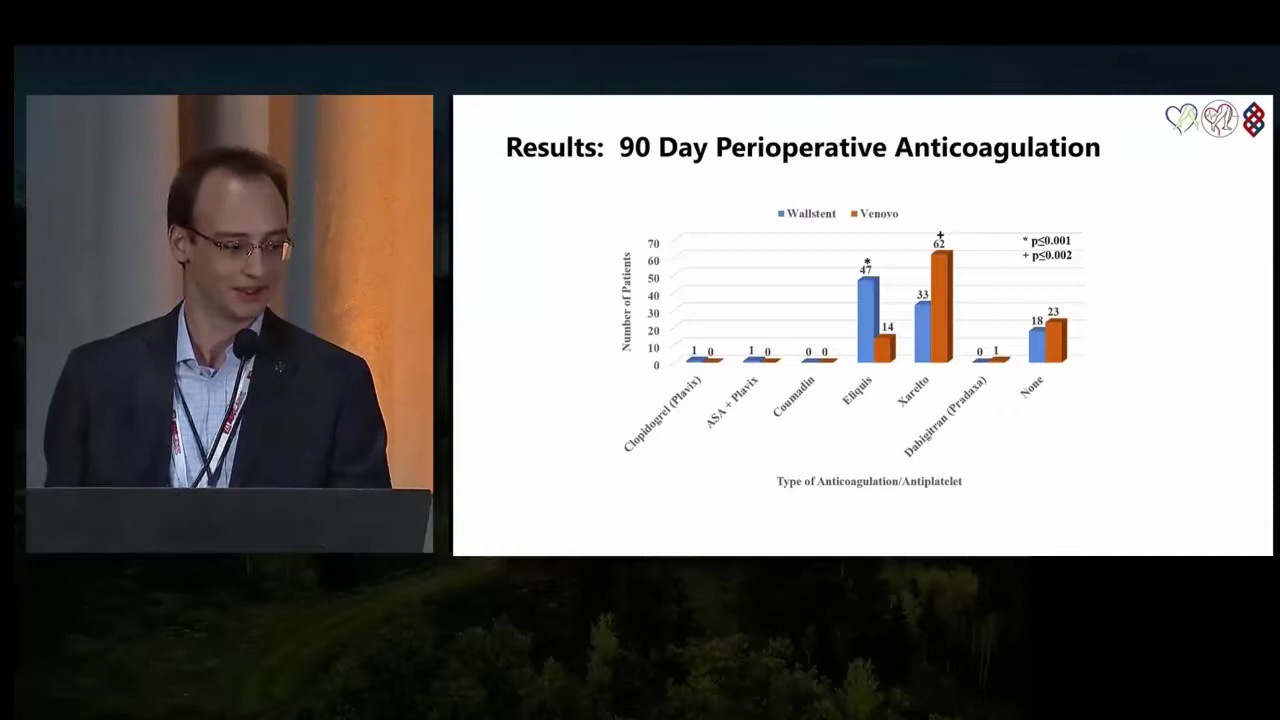 Results: 90 Day Perioperative Anticoagulation
Wallstent Venovo
* p≤0.001
+ p≤0.002
Number of Patients
70
60
50
40
30
20
10
0
1 0
1 0
0 0
*
47 14
33
+
62
0 1
18 23
Clopidogrel (Plavix)
ASA + Plavix
Coumadin
Eliquis
Xarelto
Dabigitran (Pradaxa)
None
Type of Anticoagulation/Antiplatelet